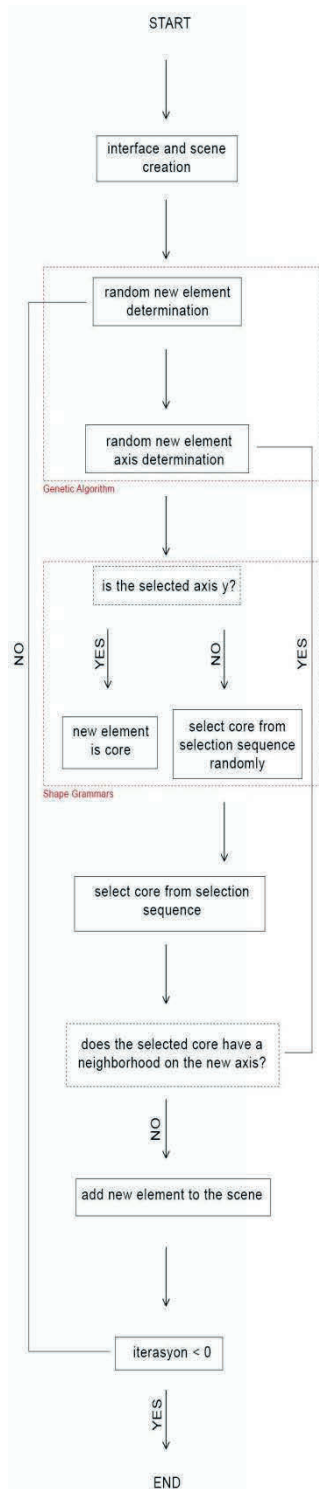 START
interface and scene
creation
random new element
determination
random new element
axis determination
Genetic Algorithm
is the selected axis y?
NO
YES
NO
YES
new element
is core
select core from
selection sequence
randomly
Shape Grammars
select core from selection
sequence
does the selected core have a
neighborhood on the new axis?
NO
add new element to the scene
iterasyon < 0
YES
END